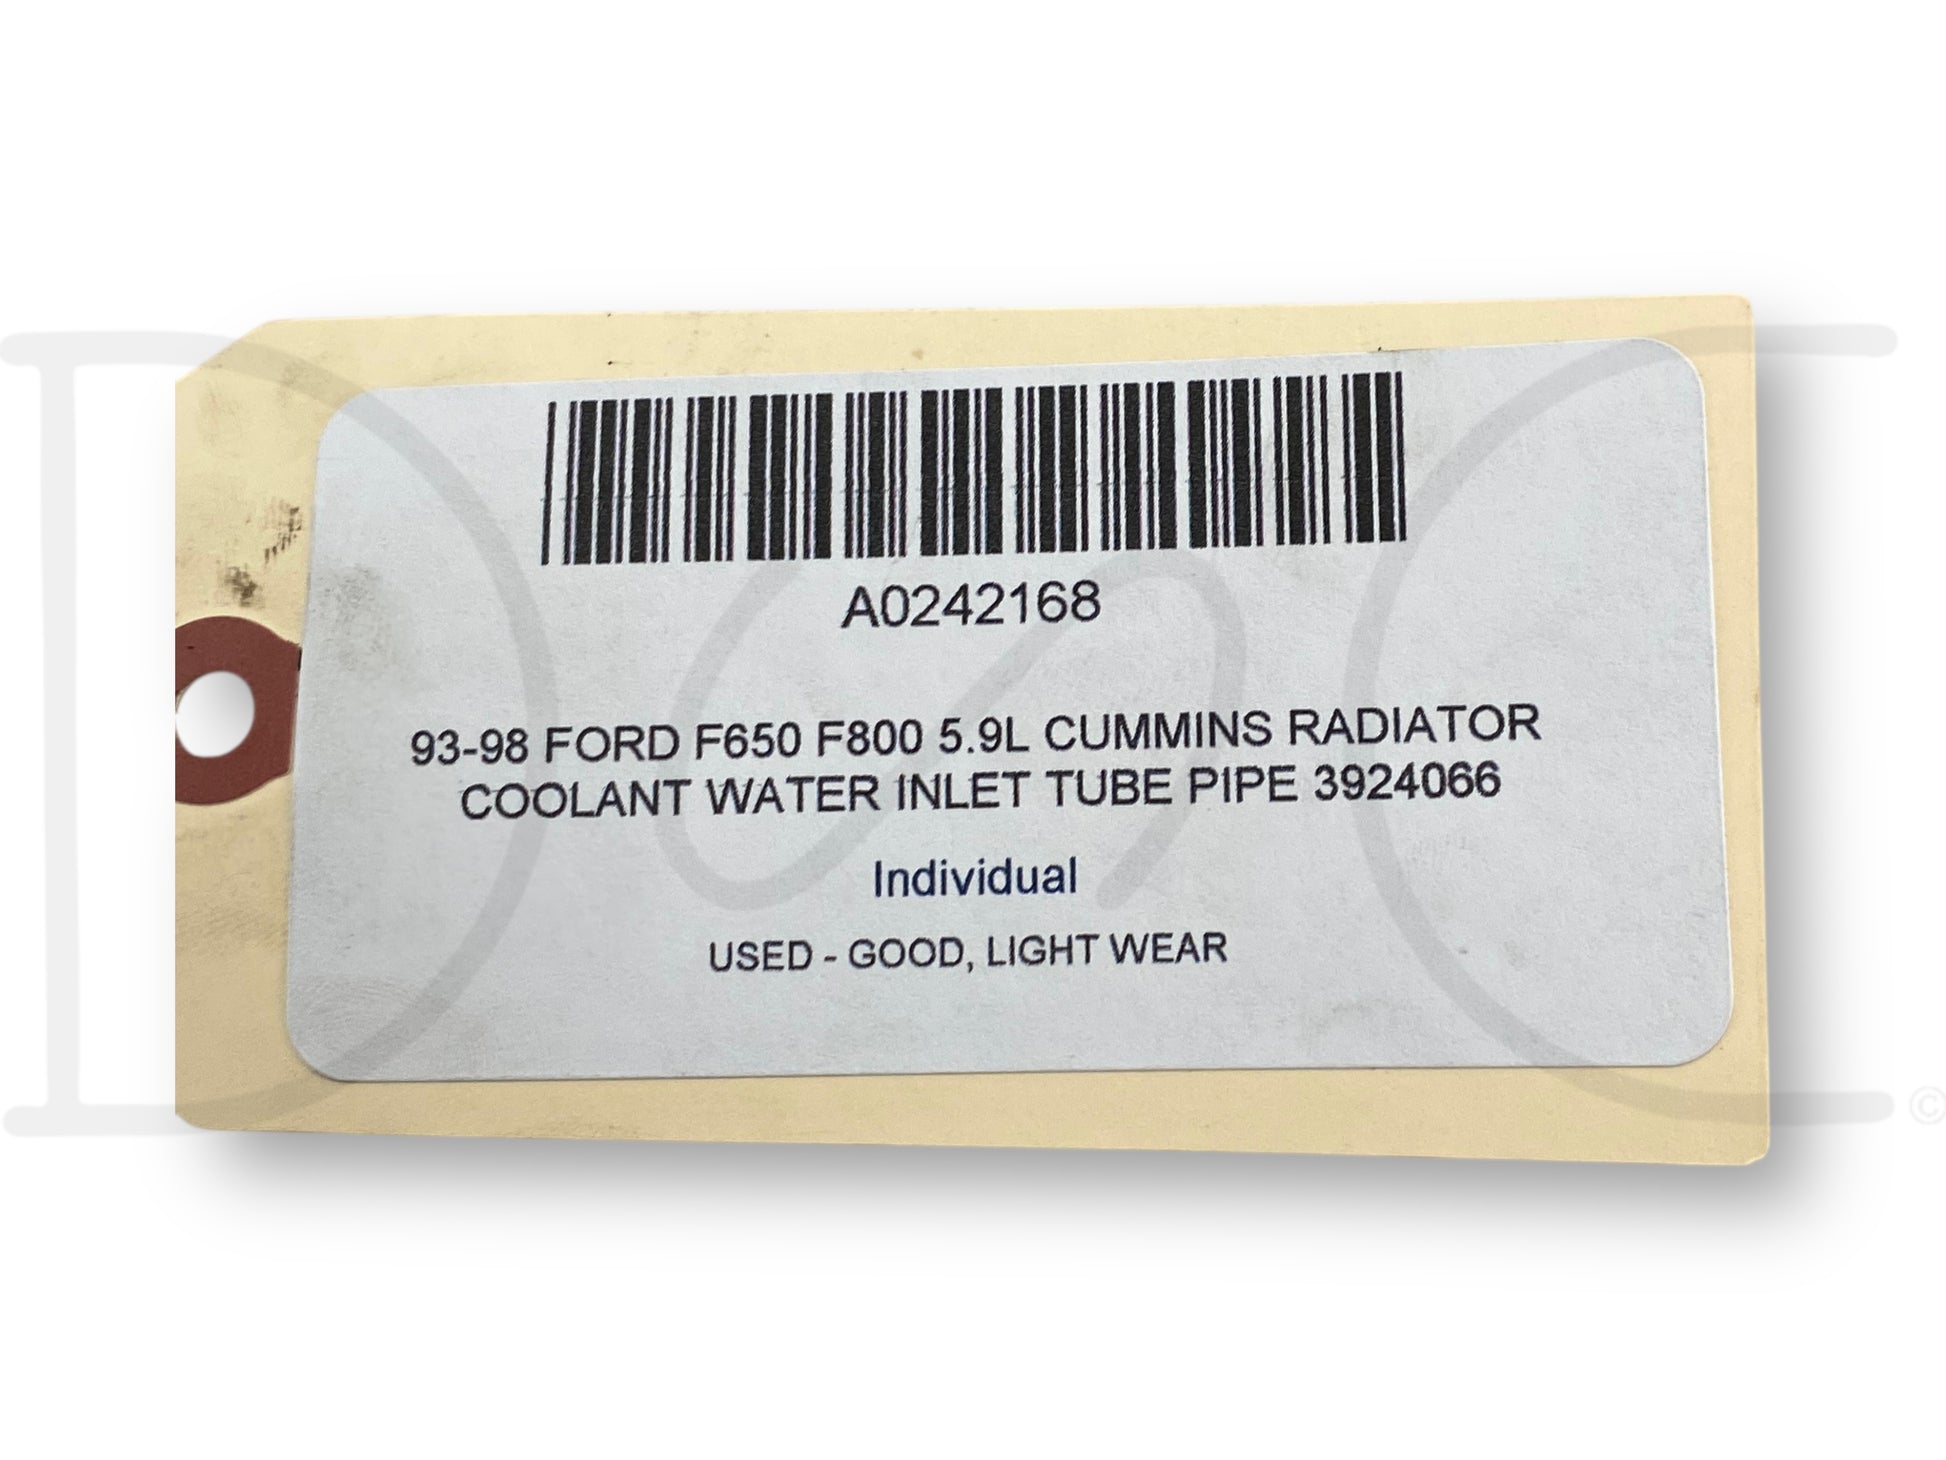 A0242168
93-98 FORD F650 F800 5.9L CUMMINS RADIATOR
COOLANT WATER INLET TUBE PIPE 3924066
Individual
USED - GOOD, LIGHT WEAR
©